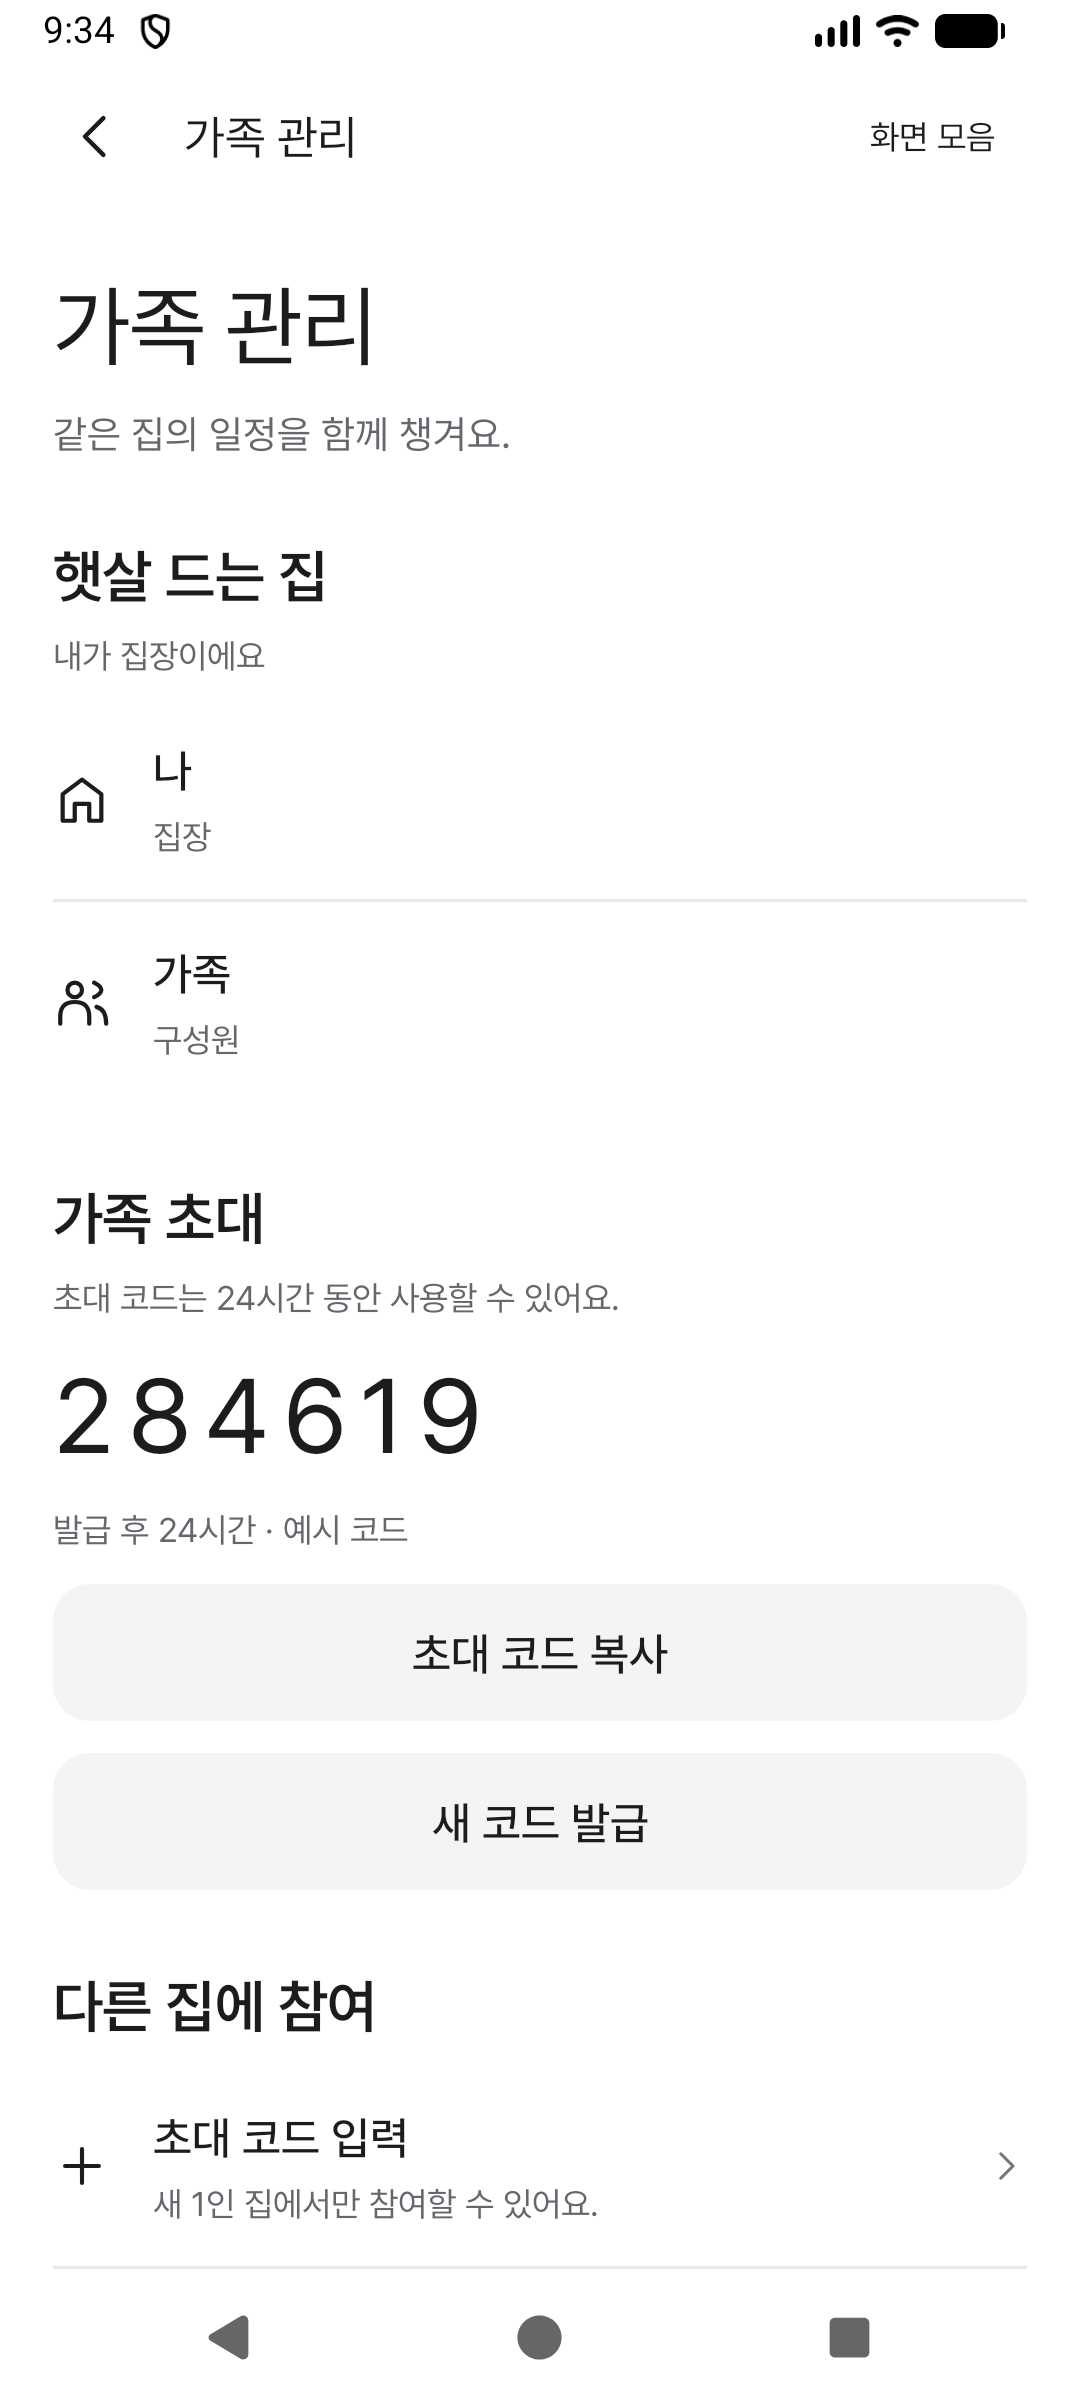 9:34
가족 관리
화면 모음
가족 관리
같은 집의 일정을 함께 챙겨요.
햇살 드는 집
내가 집장이에요
나
집장
가족
구성원
가족 초대
초대 코드는 24시간 동안 사용할 수 있어요.
284619
발급 후 24시간 · 예시 코드
초대 코드 복사
새 코드 발급
다른 집에 참여
초대 코드 입력
새 1인 집에서만 참여할 수 있어요.